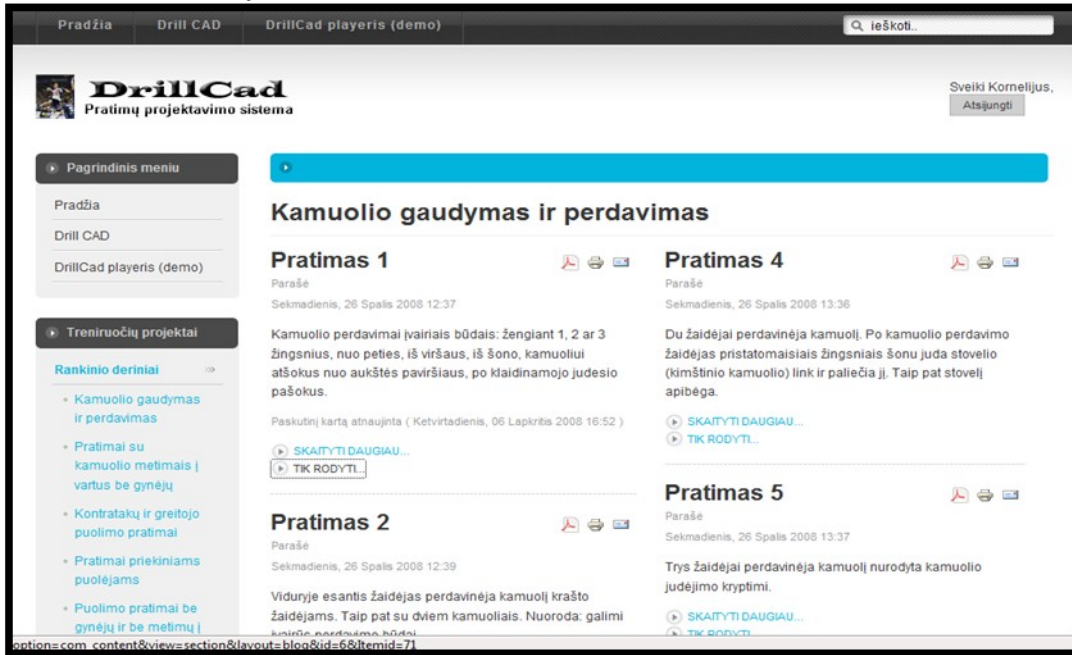 Pradžia Drill CAD DrillCad playeris (demo)
ieškoti..
DrillCad
Pratimų projektavimo sistema
Sveiki Kornelijus,
Atsijungti
Pagrindinis meniu
Pradžia
Drill CAD
DrillCad playeris (demo)
Treniruočių projektai
Rankinio deriniai
Kamuolio gaudymas
ir perdavimas
Pratimai su
kamuolio metimais į
vartus be gynėjų
Kontratakų ir greitojo
puolimo pratimai
Pratimai priekiniams
puolėjams
Puolimo pratimai be
gynėjų ir be metimų į
Kamuolio gaudymas ir perdavimas
Pratimas 1
Parašė
Sekmadienis, 26 Spalis 2008 12:37
Kamuolio perdavimai įvairiais būdais: žengiant 1, 2 ar 3
žingsnius, nuo peties, iš viršaus, iš šono, kamuoliui
atšokus nuo aukštės paviršiaus, po klaidinamojo judesio
pašokus.
Paskutinį kartą atnaujinta ( Ketvirtadienis, 06 Lapkritis 2008 16:52 )
SKAITYTI DAUGIAU...
TIK RODYTI...
Pratimas 2
Parašė
Sekmadienis, 26 Spalis 2008 12:39
Viduryje esantis žaidėjas perdavinėja kamuolį krašto
žaidėjams. Taip pat su dviem kamuoliais. Nuoroda: galimi
įvairūs perdavimo būdai
Pratimas 4
Parašė
Sekmadienis, 26 Spalis 2008 13:36
Du žaidėjai perdavinėja kamuolį. Po kamuolio perdavimo
žaidėjas pristatomaisiais žingsniais šonu juda stovelio
(kimštinio kamuolio) link ir paliečia jį. Taip pat stovelį
apibėga.
SKAITYTI DAUGIAU...
TIK RODYTI...
Pratimas 5
Parašė
Sekmadienis, 26 Spalis 2008 13:37
Trys žaidėjai perdavinėja kamuolį nurodyta kamuolio
judėjimo kryptimi.
SKAITYTI DAUGIAU...
TIK RODYTI...
option=com_content&view=section&layout=blog&id=6&Itemid=71